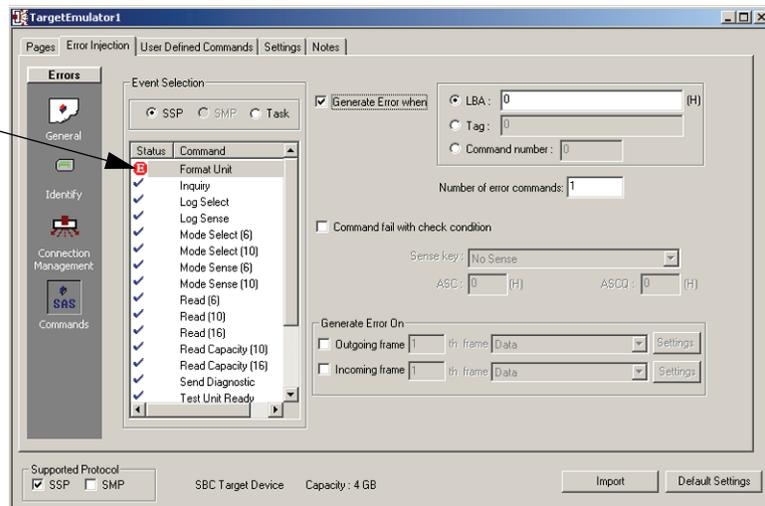 TargetEmulator1
Pages Error Injection User Defined Commands Settings Notes
Errors
General
Identify
Connection Management
SAS
Commands
Event Selection
SSP SMP Task
Status Command
E Format Unit
Inquiry
Log Select
Log Sense
Mode Select (6)
Mode Select (10)
Mode Sense (6)
Mode Sense (10)
Read (6)
Read (10)
Read (16)
Read Capacity (10)
Read Capacity (16)
Send Diagnostic
Test Unit Ready
Generate Error when
LBA : 0 (H)
Tag : 0
Command number : 0
Number of error commands: 1
Command fail with check condition
Sense key : No Sense
ASC : 0 (H) ASCQ : 0 (H)
Generate Error On
Outgoing frame 1 th frame Data Settings
Incoming frame 1 th frame Data Settings
Supported Protocol
SSP SMP
SBC Target Device Capacity : 4 GB
Import Default Settings